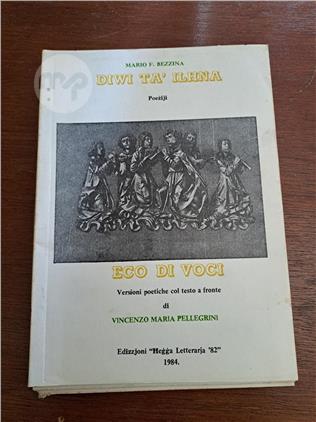 MARIO F. BEZZINA
DIWI TA' ILHNA
Poeżiji
ECO DI VOCI
Versioni poetiche col testo a fronte
di
VINCENZO MARIA PELLEGRINI
Edizzjoni "Ħeġġa Letterarja '82"
1984.